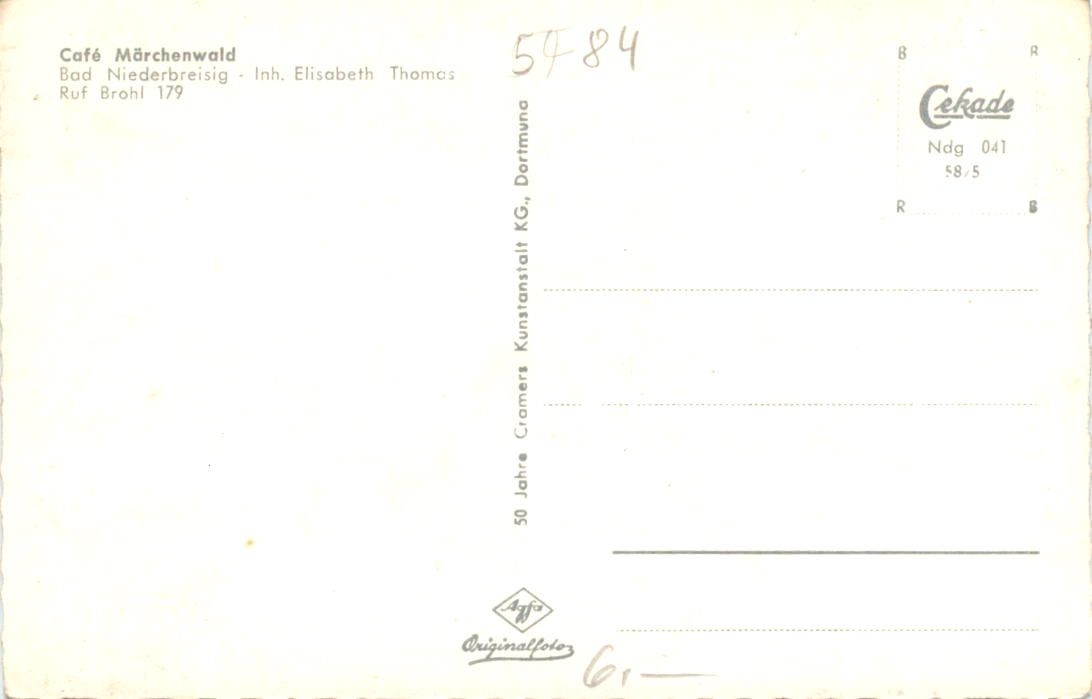 Café Märchenwald
Bad Niederbreisig - Inh. Elisabeth Thomas
Ruf Brohl 179
5784
50 Jahre Cramers Kunstanstalt KG., Dortmund
B R
Cekade
Ndg 041
58/5
R B
Agfa
Originalfoto
6,—